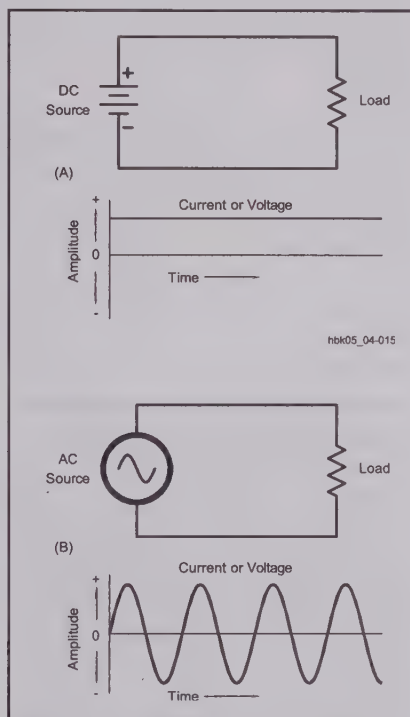 +
DC
Source
Load
−
(A)
Current or Voltage
+
Amplitude
0
Time
-
hbk05_04-015
AC
Source
Load
(B)
Current or Voltage
+
Amplitude
0
Time
-